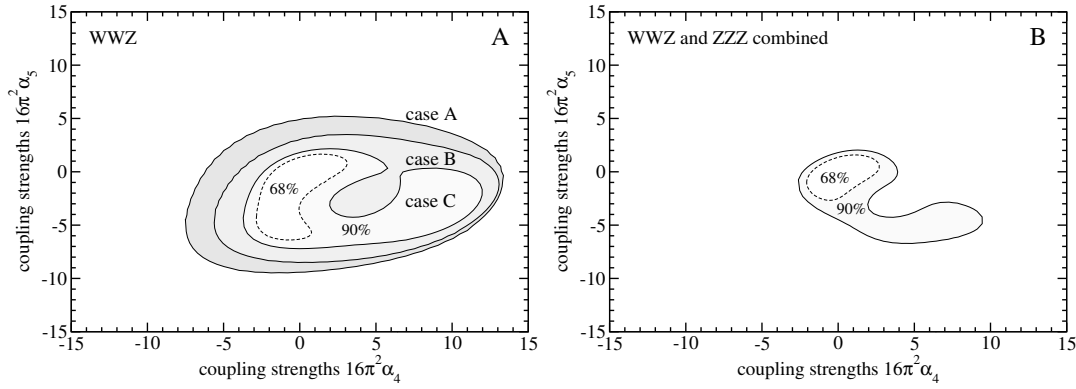 WWZ
A
case A
case B
case C
68%
90%
15
10
5
0
-5
-10
-15
-15
-10
-5
0
5
10
15
coupling strengths 16π²α₅
coupling strengths 16π²α₄
WWZ and ZZZ combined
B
68%
90%
15
10
5
0
-5
-10
-15
-15
-10
-5
0
5
10
15
coupling strengths 16π²α₅
coupling strengths 16π²α₄